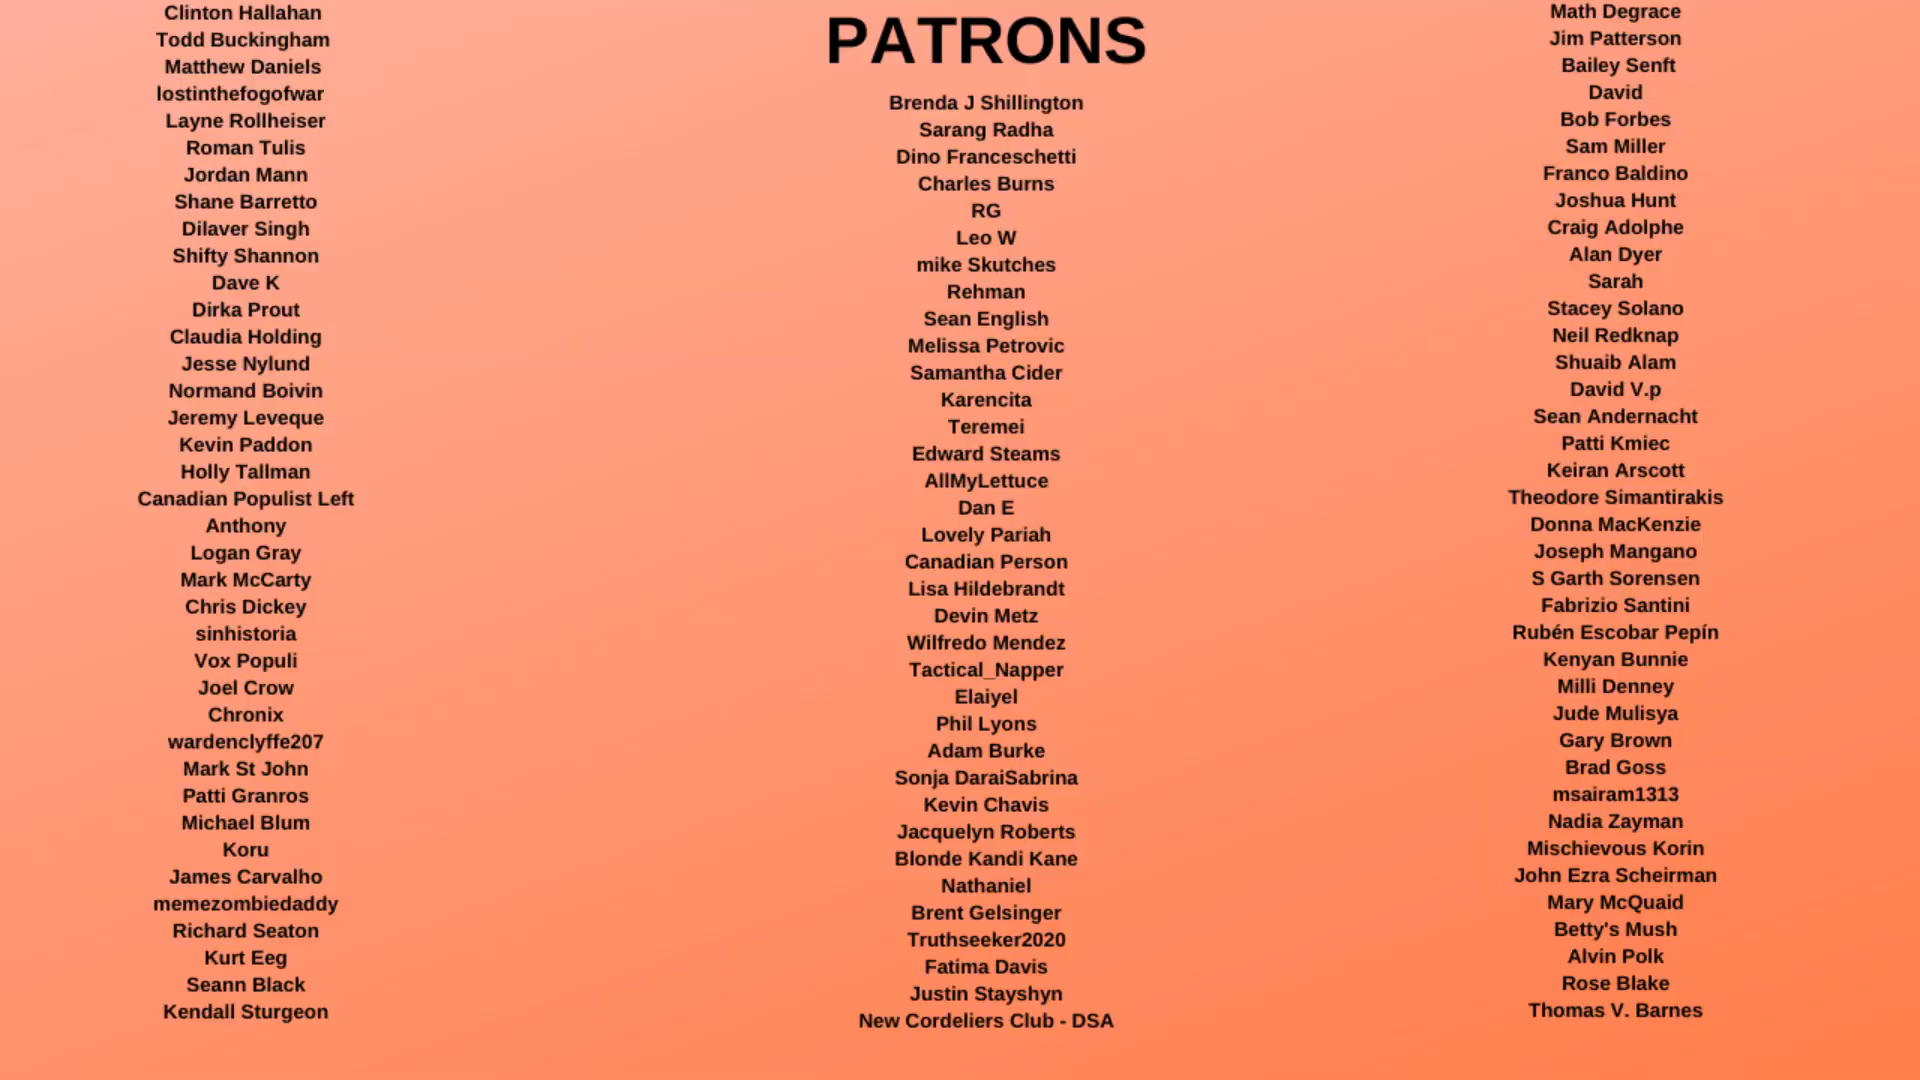 Clinton Hallahan
Todd Buckingham
Matthew Daniels
lostinthefogofwar
Layne Rollheiser
Roman Tulis
Jordan Mann
Shane Barretto
Dilaver Singh
Shifty Shannon
Dave K
Dirka Prout
Claudia Holding
Jesse Nylund
Normand Boivin
Jeremy Leveque
Kevin Paddon
Holly Tallman
Canadian Populist Left
Anthony
Logan Gray
Mark McCarty
Chris Dickey
sinhistoria
Vox Populi
Joel Crow
Chronix
wardenclyffe207
Mark St John
Patti Granros
Michael Blum
Koru
James Carvalho
memezombiedaddy
Richard Seaton
Kurt Eeg
Seann Black
Kendall Sturgeon
PATRONS
Brenda J Shillington
Sarang Radha
Dino Franceschetti
Charles Burns
RG
Leo W
mike Skutches
Rehman
Sean English
Melissa Petrovic
Samantha Cider
Karencita
Teremei
Edward Steams
AllMyLettuce
Dan E
Lovely Pariah
Canadian Person
Lisa Hildebrandt
Devin Metz
Wilfredo Mendez
Tactical_Napper
Elaiyel
Phil Lyons
Adam Burke
Sonja DaraiSabrina
Kevin Chavis
Jacquelyn Roberts
Blonde Kandi Kane
Nathaniel
Brent Gelsinger
Truthseeker2020
Fatima Davis
Justin Stayshyn
New Cordeliers Club - DSA
Math Degrace
Jim Patterson
Bailey Senft
David
Bob Forbes
Sam Miller
Franco Baldino
Joshua Hunt
Craig Adolphe
Alan Dyer
Sarah
Stacey Solano
Neil Redknap
Shuaib Alam
David V.p
Sean Andernacht
Patti Kmiec
Keiran Arscott
Theodore Simantirakis
Donna MacKenzie
Joseph Mangano
S Garth Sorensen
Fabrizio Santini
Rubén Escobar Pepín
Kenyan Bunnie
Milli Denney
Jude Mulisya
Gary Brown
Brad Goss
msairam1313
Nadia Zayman
Mischievous Korin
John Ezra Scheirman
Mary McQuaid
Betty's Mush
Alvin Polk
Rose Blake
Thomas V. Barnes